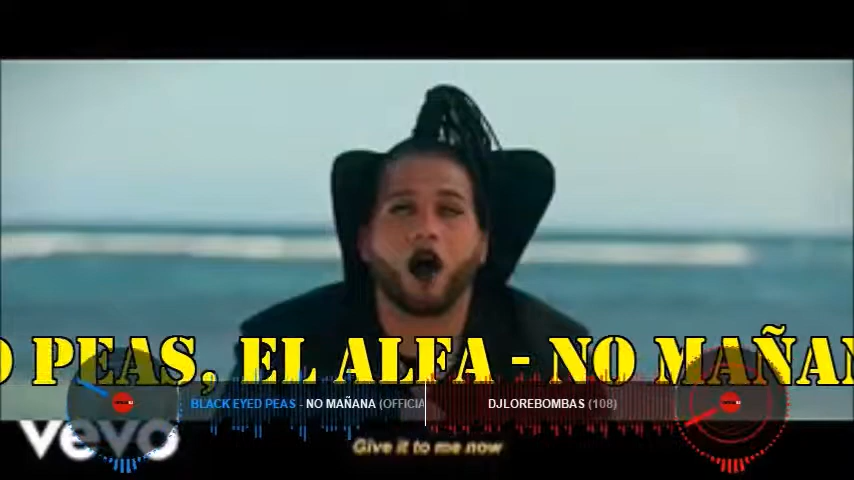 O PEAS, EL ALFA - NO MAÑAN
BLACK EYED PEAS - NO MAÑANA (OFFICIA
DJLOREBOMBAS (108)
vevo
Give it to me now